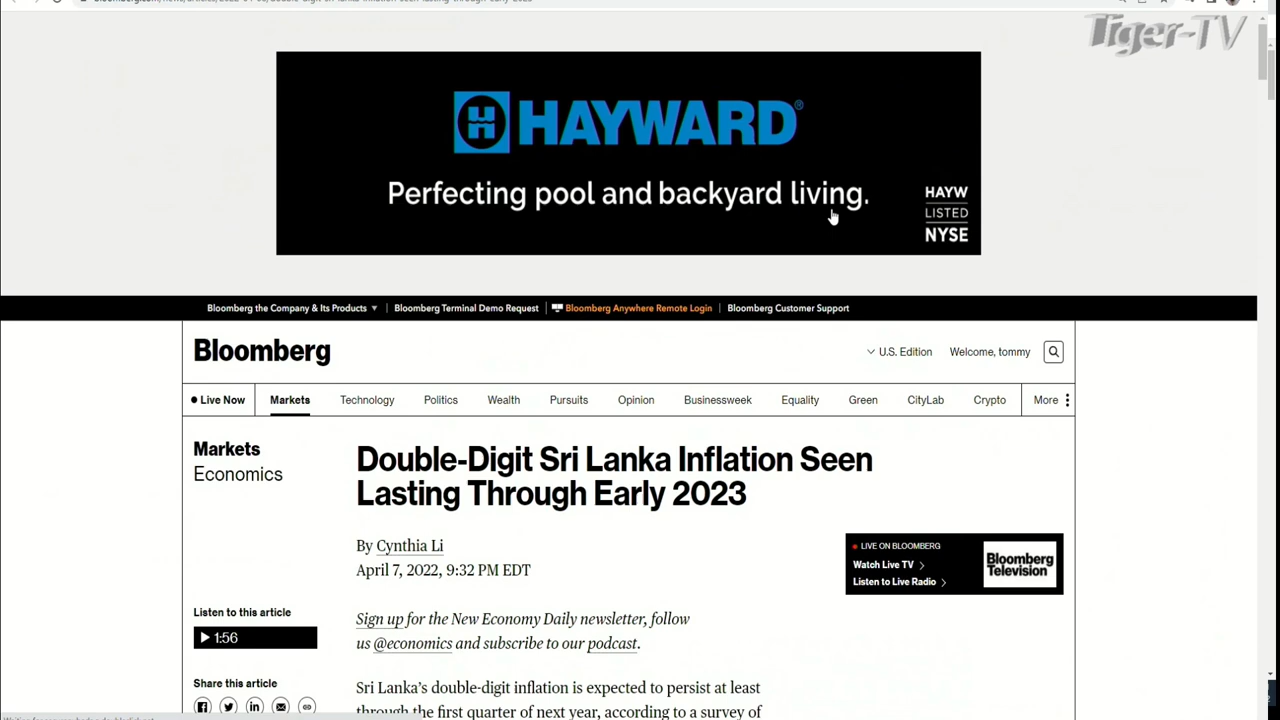 Tiger-TV
HAYWARD®
Perfecting pool and backyard living.
HAYW
LISTED
NYSE
Bloomberg the Company & Its Products ▼
Bloomberg Terminal Demo Request
Bloomberg Anywhere Remote Login
Bloomberg Customer Support
Bloomberg
U.S. Edition
Welcome, tommy
Live Now
Markets
Technology
Politics
Wealth
Pursuits
Opinion
Businessweek
Equality
Green
CityLab
Crypto
More
Markets
Economics
Double-Digit Sri Lanka Inflation Seen
Lasting Through Early 2023
By Cynthia Li
April 7, 2022, 9:32 PM EDT
LIVE ON BLOOMBERG
Watch Live TV
Listen to Live Radio
Bloomberg
Television
Listen to this article
1:56
Sign up for the New Economy Daily newsletter, follow
us @economics and subscribe to our podcast.
Share this article
Sri Lanka's double-digit inflation is expected to persist at least
through the first quarter of next year, according to a survey of